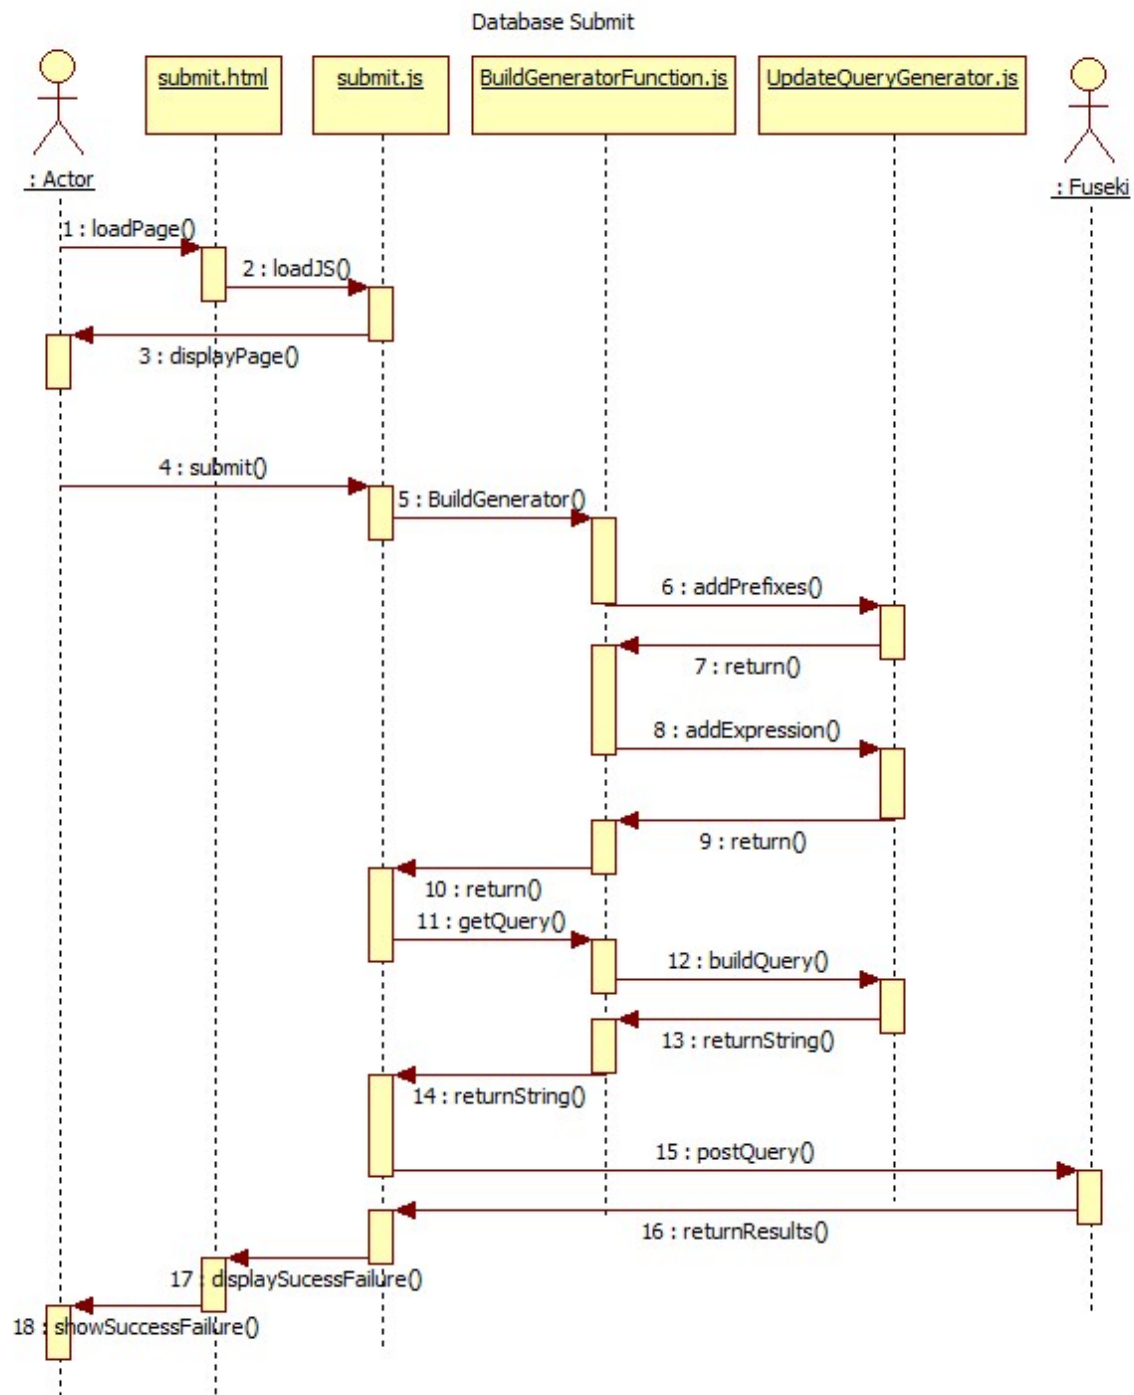 Database Submit
submit.html
submit.js
BuildGeneratorFunction.js
UpdateQueryGenerator.js
: Actor
: Fuseki
1 : loadPage()
2 : loadJS()
3 : displayPage()
4 : submit()
5 : BuildGenerator()
6 : addPrefixes()
7 : return()
8 : addExpression()
9 : return()
10 : return()
11 : getQuery()
12 : buildQuery()
13 : returnString()
14 : returnString()
15 : postQuery()
16 : returnResults()
17 : displaySucessFailure()
18 : showSuccessFailure()